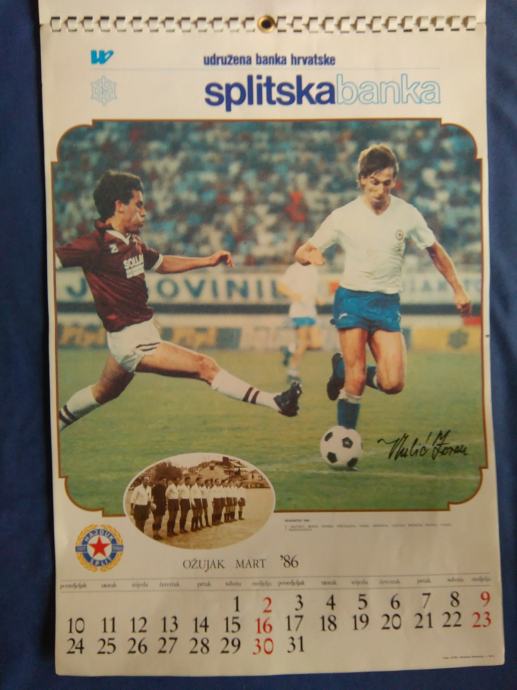 udružena banka hrvatske
splitskabanka
JUGOVINIL
Vulić Zoran
HAJDUK
SPLIT
OŽUJAK MART '86
ponedjeljak utorak srijeda četvrtak petak subota nedjelja ponedjeljak utorak srijeda četvrtak petak subota nedjelja
1 2 3 4 5 6 7 8 9
10 11 12 13 14 15 16 17 18 19 20 21 22 23
24 25 26 27 28 29 30 31